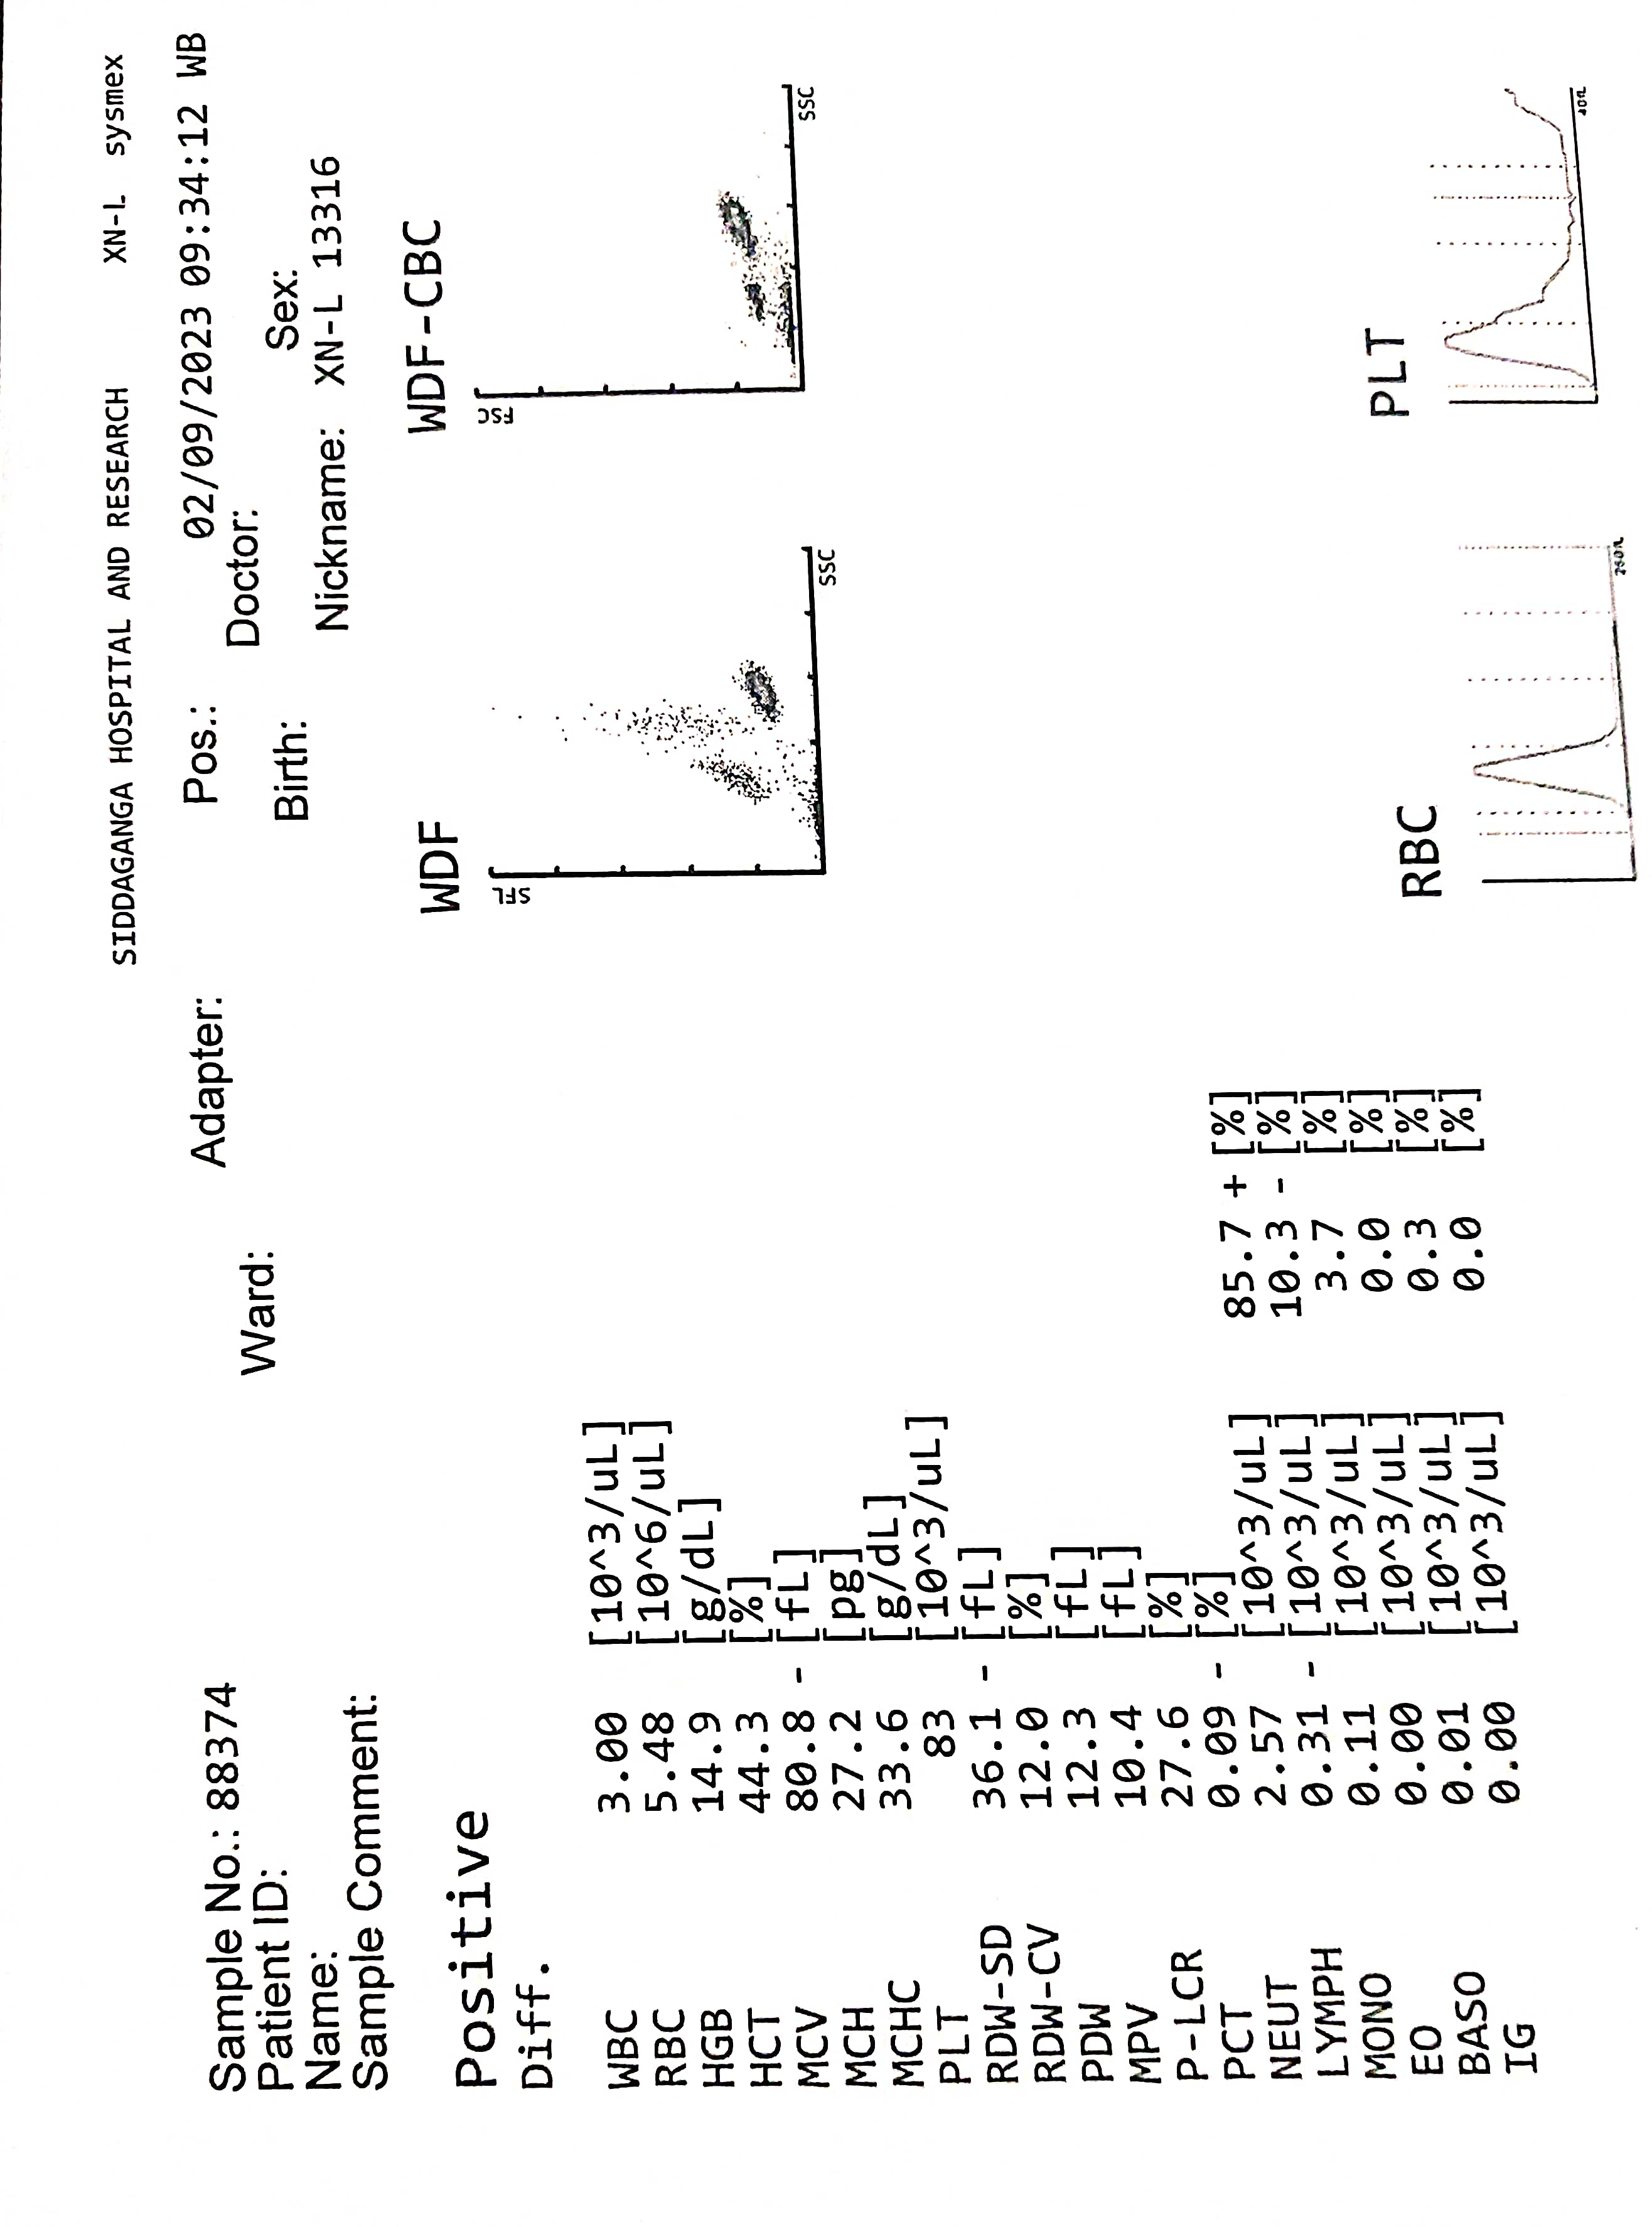 SIDDAGANGA HOSPITAL AND RESEARCH XN-L sysmex
Sample No.: 88374 Adapter: Pos.: 02/09/2023 09:34:12 WB
Patient ID: Ward: Doctor:
Name: Birth: Sex:
Sample Comment: Nickname: XN-L 13316
Positive
Diff.
WDF WDF-CBC
SFL FSC
SSC SSC
WBC 3.00 [10^3/uL]
RBC 5.48 [10^6/uL]
HGB 14.9 [g/dL]
HCT 44.3 [%]
MCV 80.8 - [fL]
MCH 27.2 [pg]
MCHC 33.6 [g/dL]
PLT 83 [10^3/uL]
RDW-SD 36.1 - [fL]
RDW-CV 12.0 [%]
PDW 12.3 [fL]
MPV 10.4 [fL]
P-LCR 27.6 [%]
PCT 0.09 - [%]
NEUT 2.57 [10^3/uL] 85.7 + [%]
LYMPH 0.31 - [10^3/uL] 10.3 - [%]
MONO 0.11 [10^3/uL] 3.7 [%]
EO 0.00 [10^3/uL] 0.0 [%]
BASO 0.01 [10^3/uL] 0.3 [%]
IG 0.00 [10^3/uL] 0.0 [%]
RBC PLT
250fL 40fL